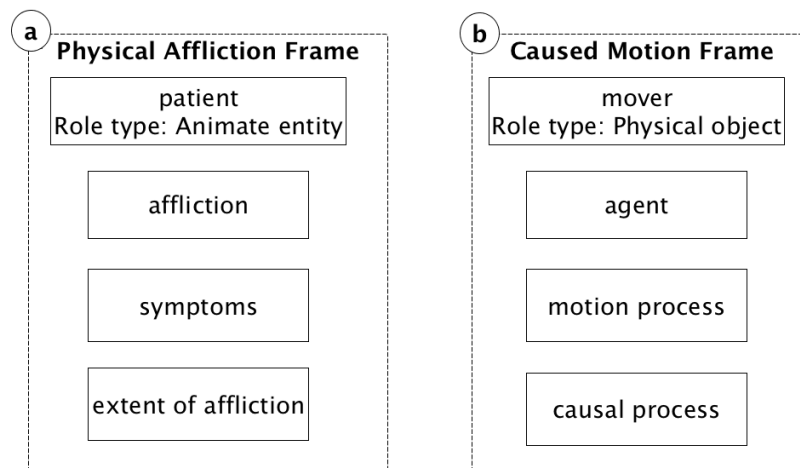 a
Physical Affliction Frame
patient
Role type: Animate entity
affliction
symptoms
extent of affliction
b
Caused Motion Frame
mover
Role type: Physical object
agent
motion process
causal process